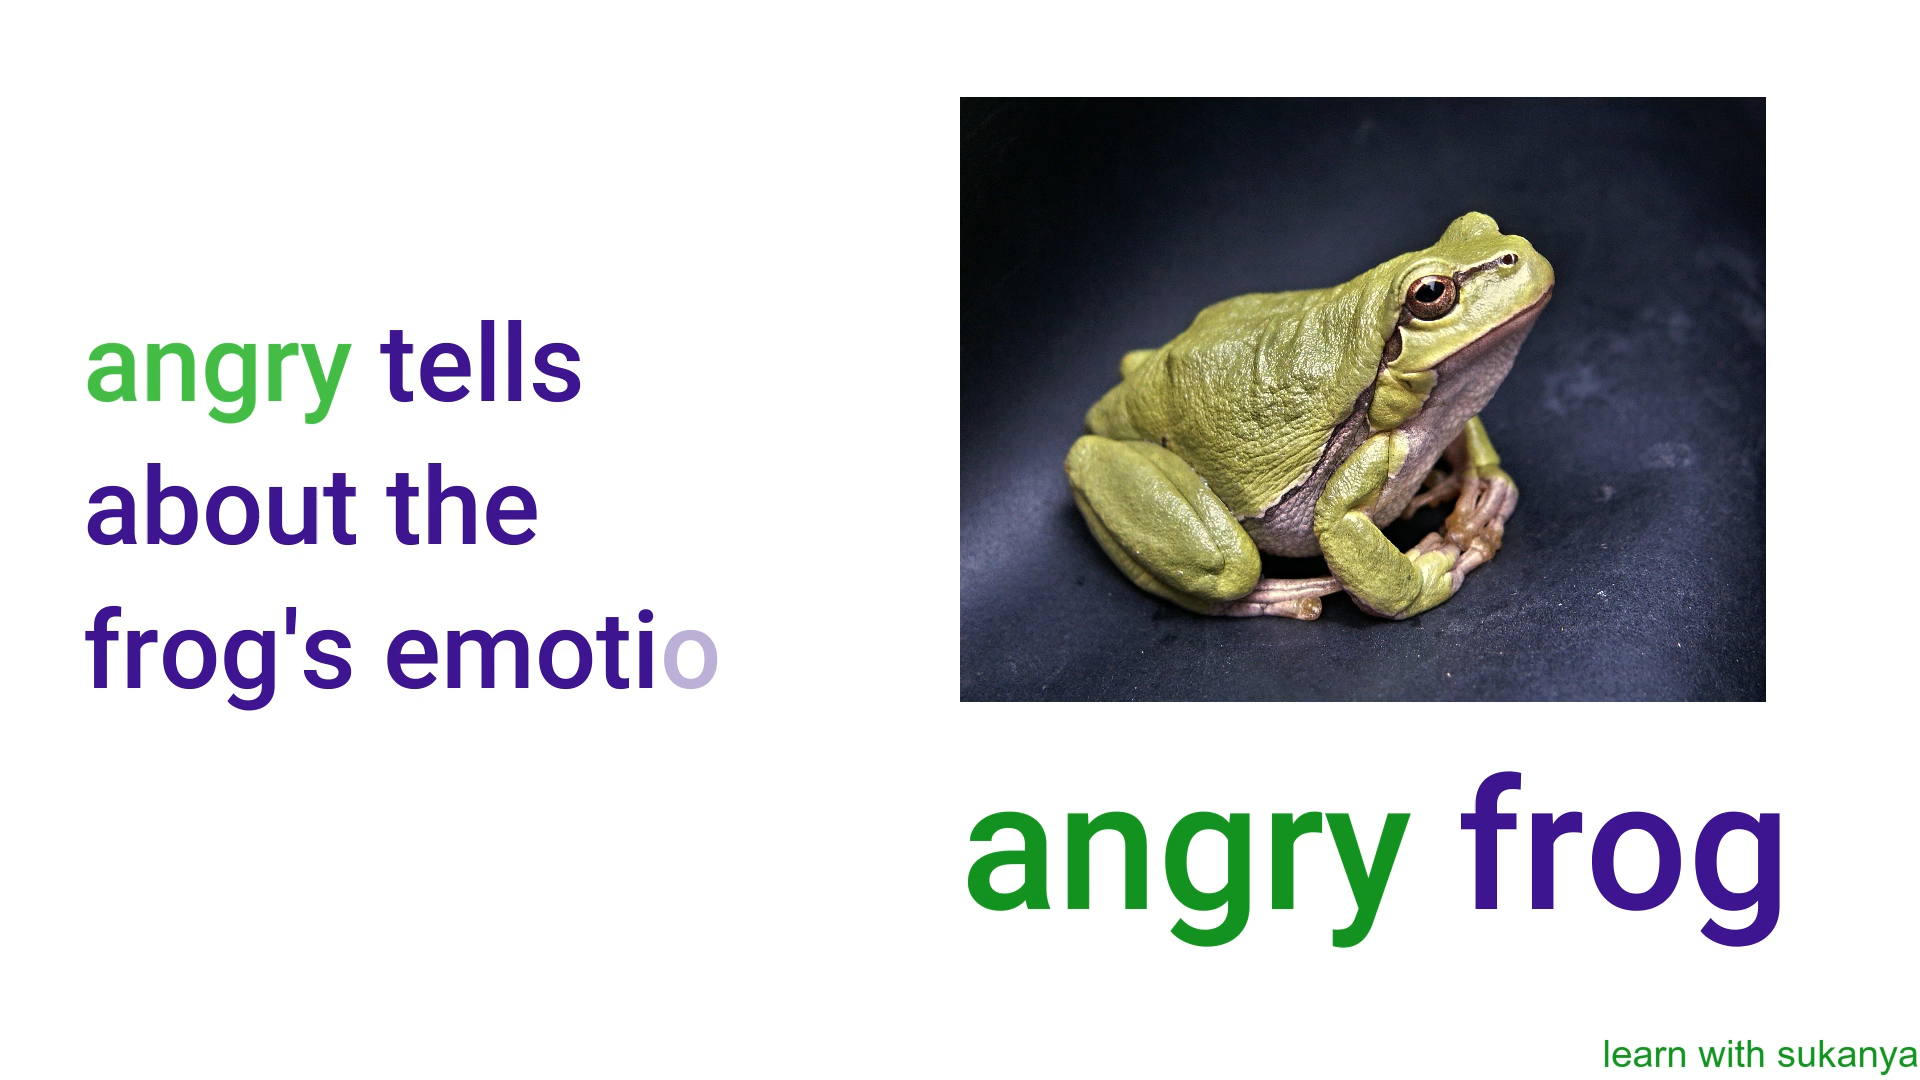 angry tells
about the
frog's emotio
angry frog
learn with sukanya